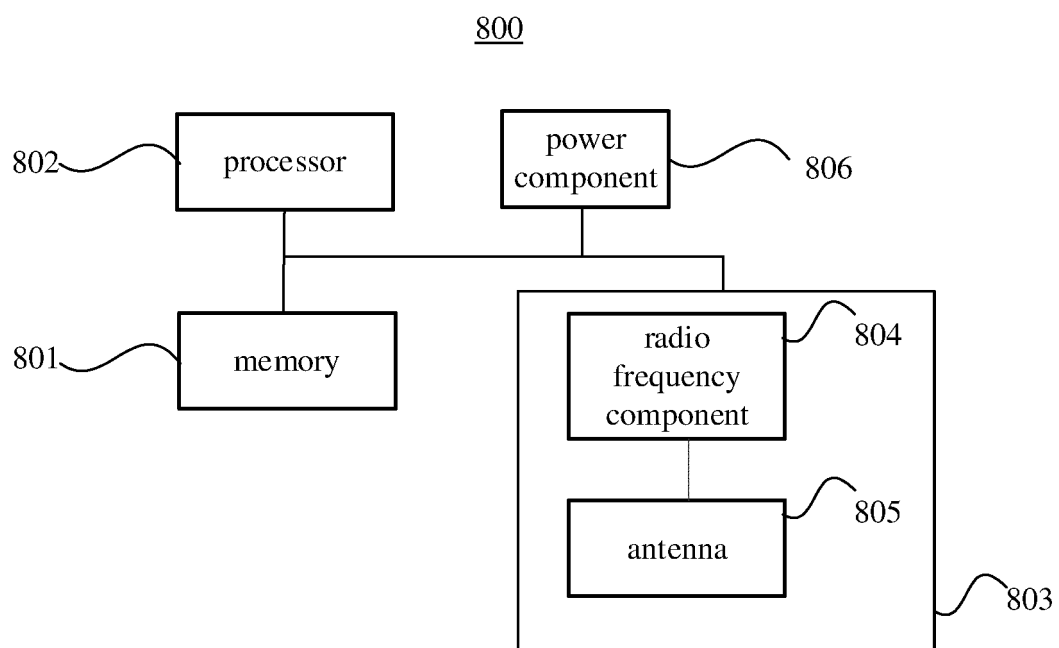 800
802
processor
power
component
806
801
memory
radio
frequency
component
804
antenna
805
803